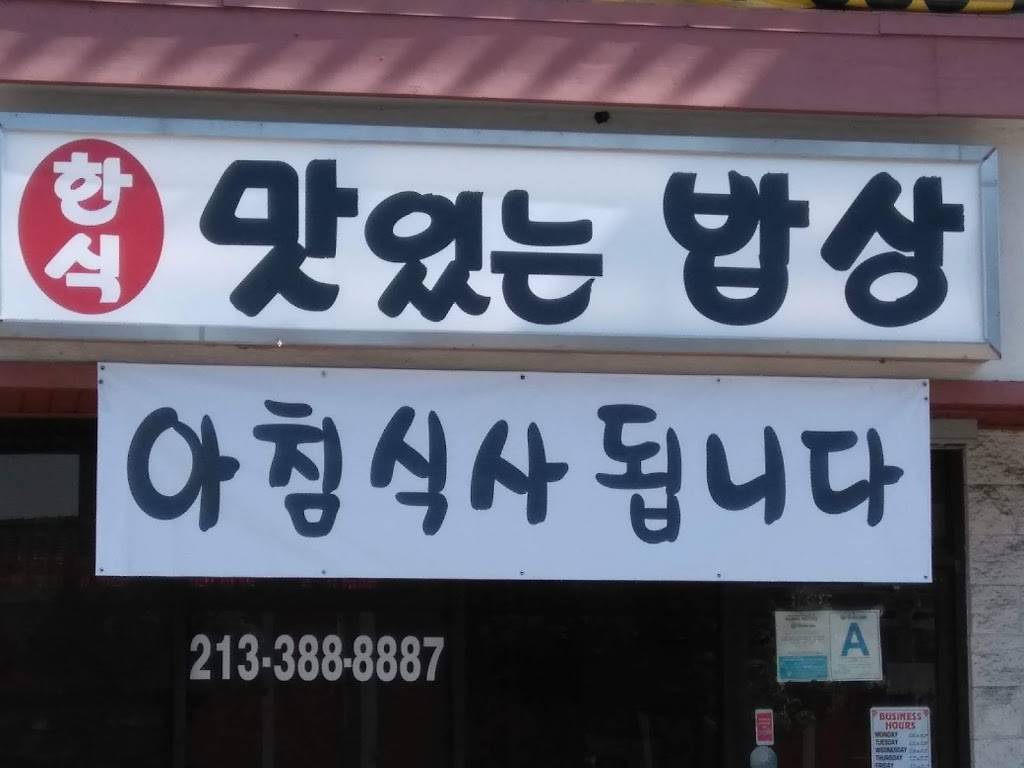 한식
맛있는 밥상
아침 식사 됩니다
213-388-8887
A
BUSINESS
HOURS
MONDAY
TUESDAY
WEDNESDAY
THURSDAY
FRIDAY